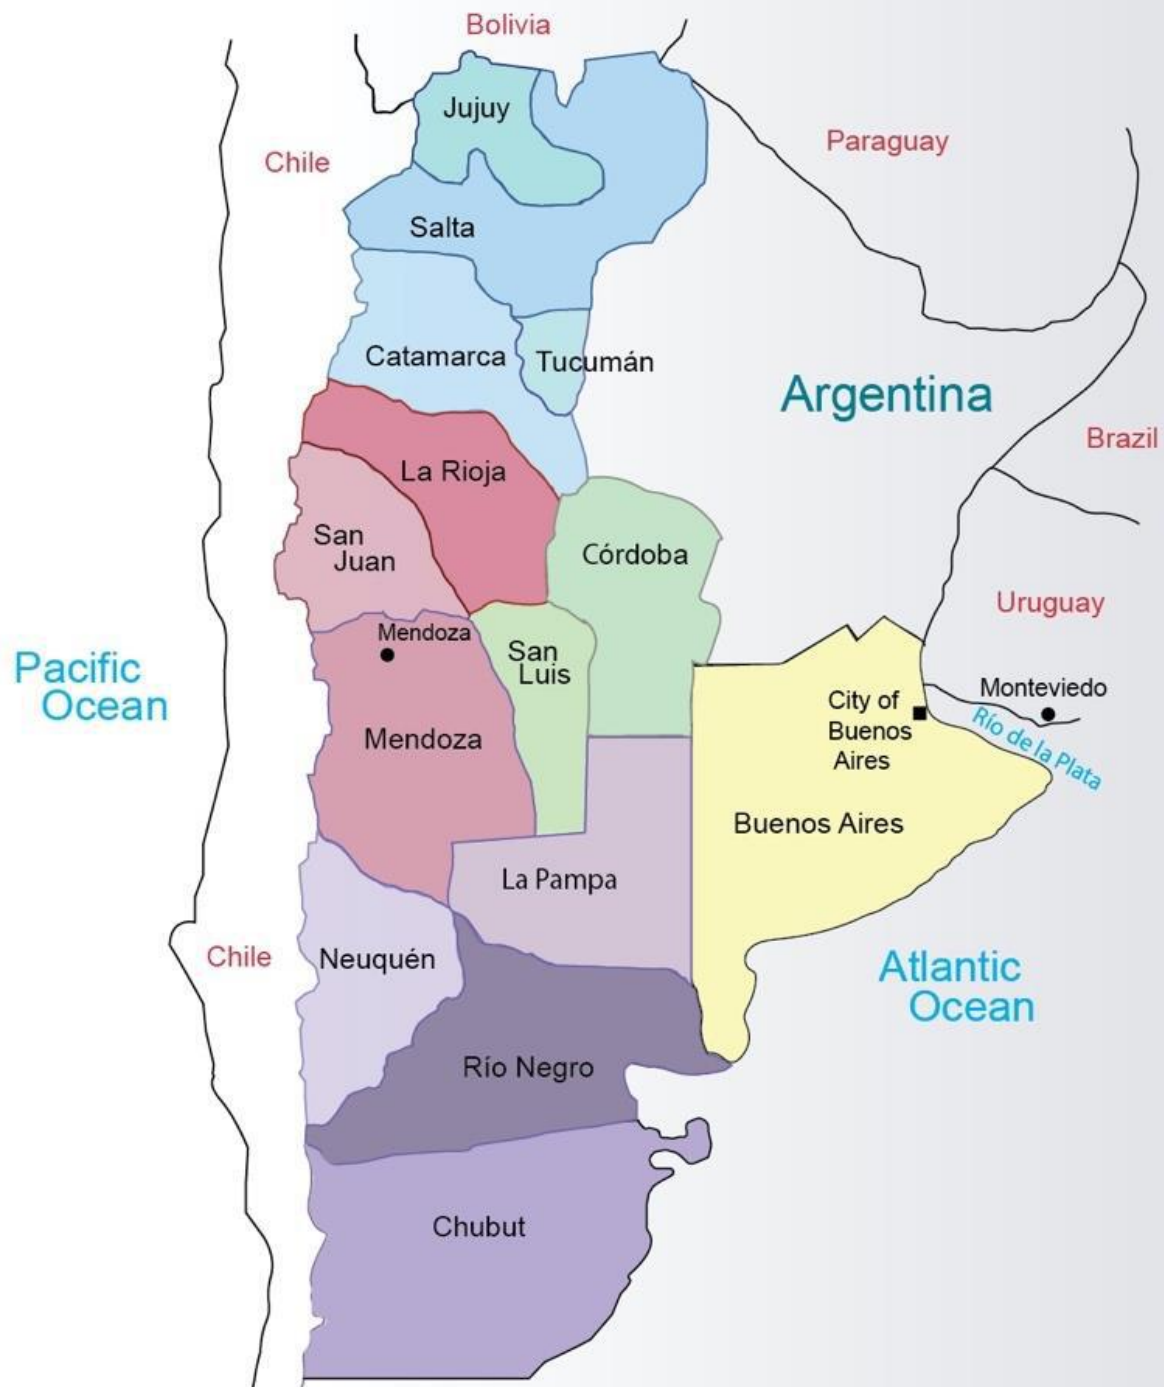 Bolivia
Jujuy
Paraguay
Chile
Salta
Catamarca
Tucumán
Argentina
Brazil
La Rioja
San
Juan
Córdoba
Uruguay
Mendoza
San
Luis
Pacific
Ocean
Monteviedo
City of
Buenos
Aires
Río de la Plata
Mendoza
Buenos Aires
La Pampa
Chile
Neuquén
Atlantic
Ocean
Río Negro
Chubut